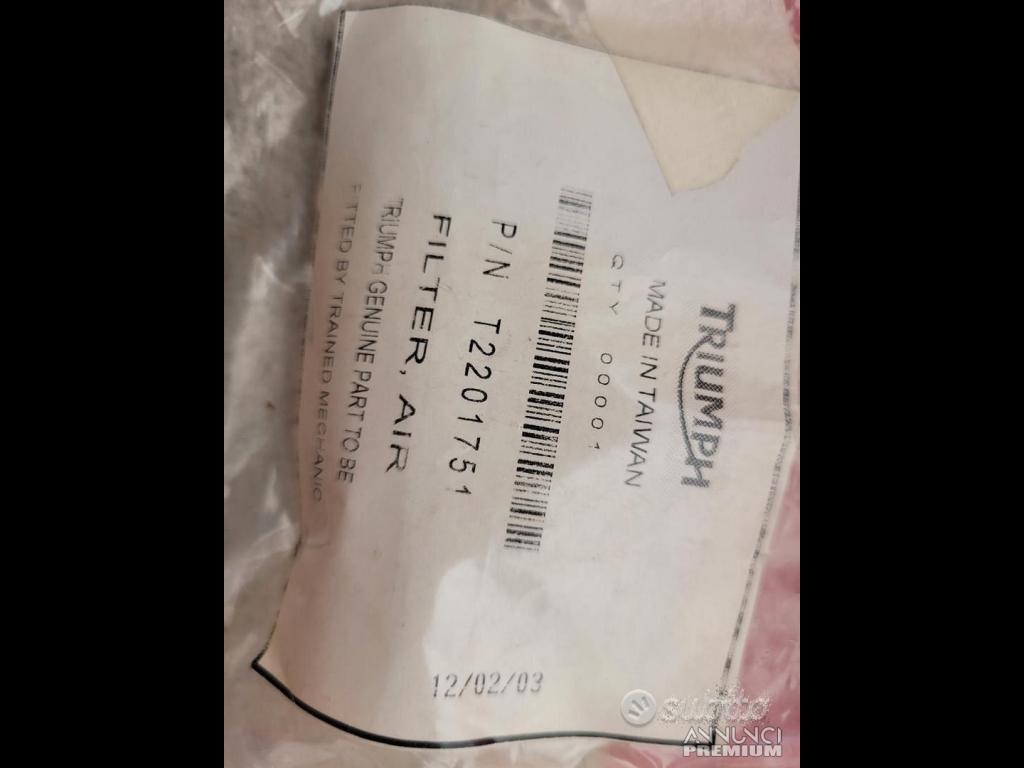 TRIUMPH
MADE IN TAIWAN
QTY 00001
P/N T2201751
FILTER, AIR
TRIUMPH GENUINE PART TO BE
FITTED BY TRAINED MECHANIC
12/02/03
subito
ANNUNCI
PREMIUM